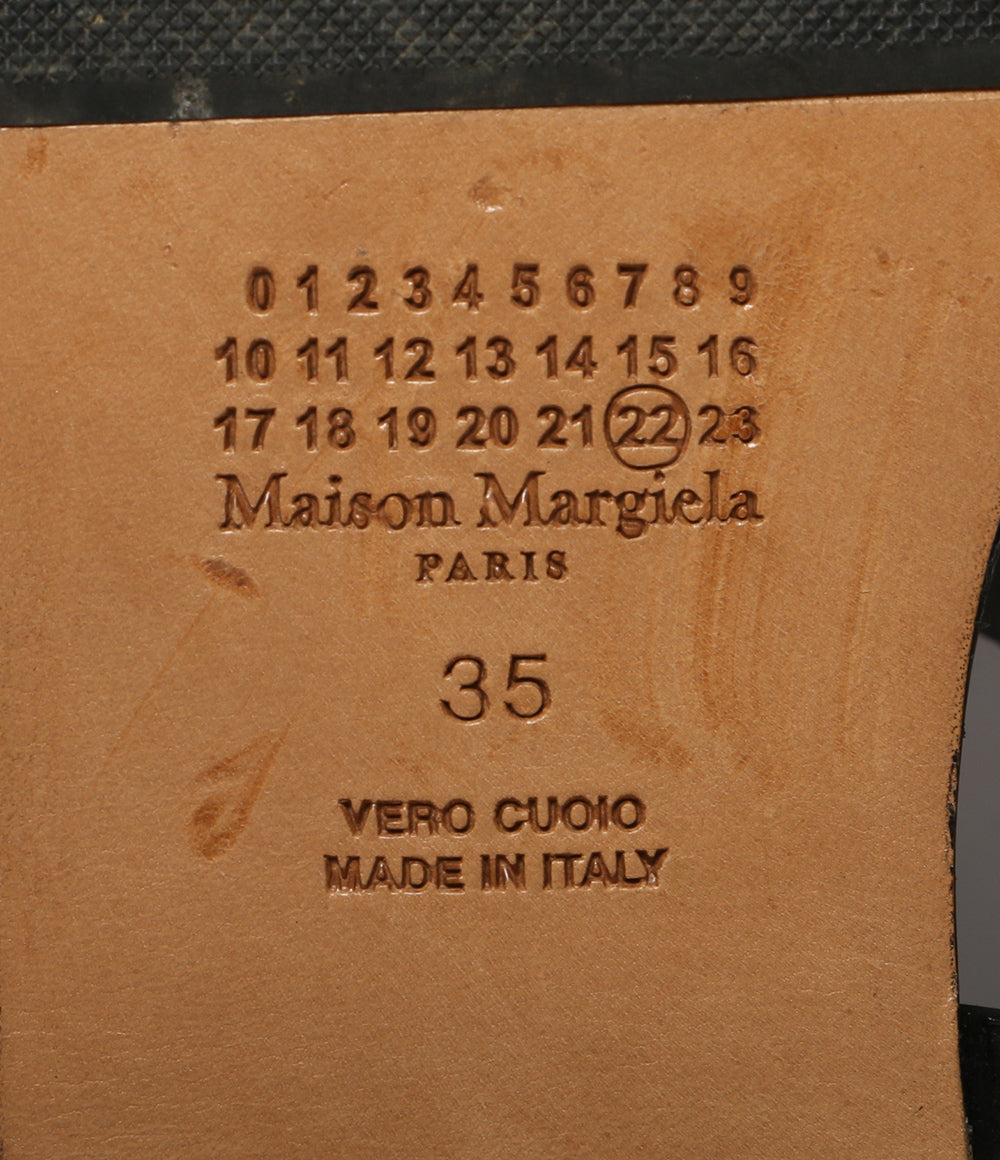 0 1 2 3 4 5 6 7 8 9
10 11 12 13 14 15 16
17 18 19 20 21 22 23
Maison Margiela
PARIS
35
VERO CUOIO
MADE IN ITALY